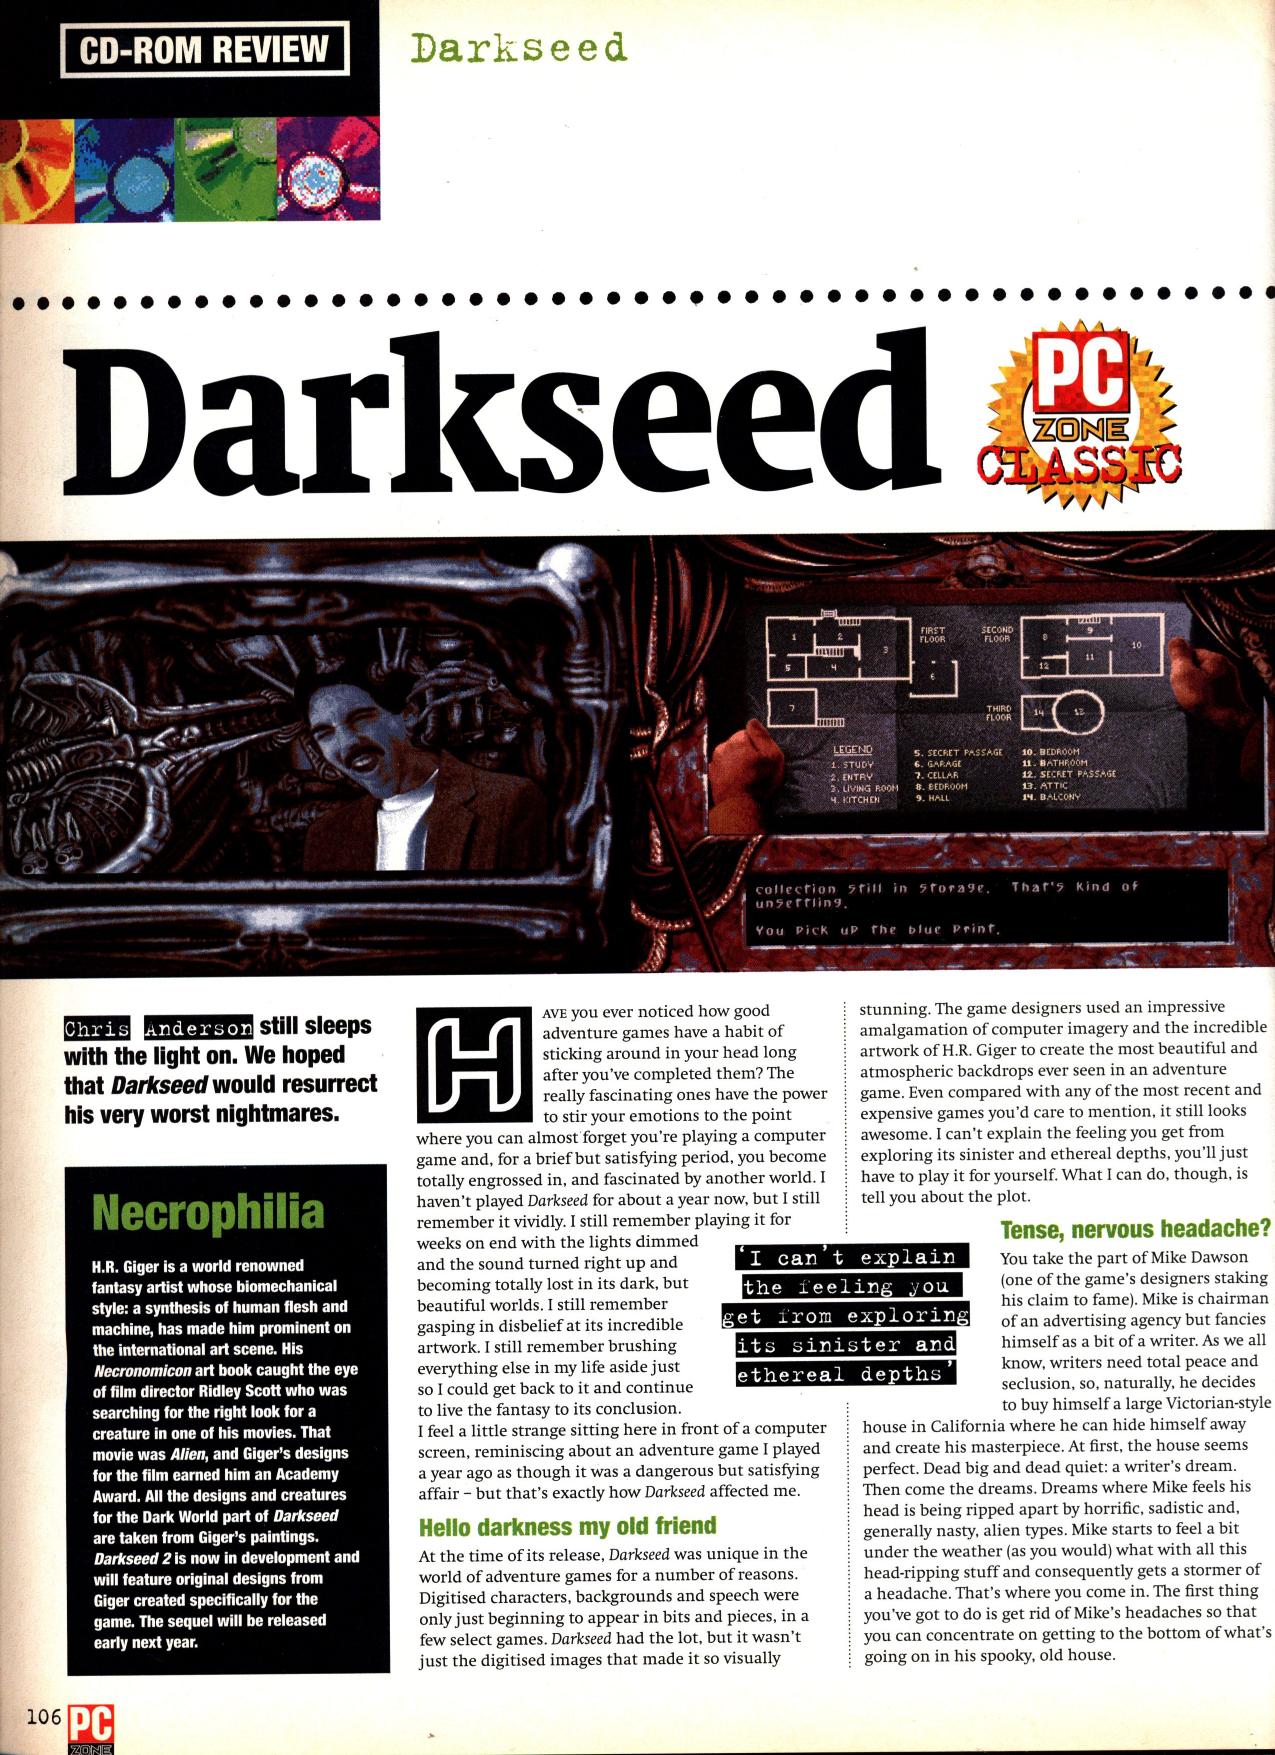 CD-ROM REVIEW
Darkseed
Darkseed
PC
ZONE
CLASSIC
1
2
3
5
4
6
7
FIRST
FLOOR
SECOND
FLOOR
8
9
10
11
12
THIRD
FLOOR
14
13
LEGEND
1. STUDY
2. ENTRY
3. LIVING ROOM
4. KITCHEN
5. SECRET PASSAGE
6. GARAGE
7. CELLAR
8. BEDROOM
9. HALL
10. BEDROOM
11. BATHROOM
12. SECRET PASSAGE
13. ATTIC
14. BALCONY
collection still in storage. That's kind of
unsettling.
You pick up the blue print.
Chris Anderson still sleeps
with the light on. We hoped
that Darkseed would resurrect
his very worst nightmares.
Necrophilia
H.R. Giger is a world renowned
fantasy artist whose biomechanical
style: a synthesis of human flesh and
machine, has made him prominent on
the international art scene. His
Necronomicon art book caught the eye
of film director Ridley Scott who was
searching for the right look for a
creature in one of his movies. That
movie was Alien, and Giger's designs
for the film earned him an Academy
Award. All the designs and creatures
for the Dark World part of Darkseed
are taken from Giger's paintings.
Darkseed 2 is now in development and
will feature original designs from
Giger created specifically for the
game. The sequel will be released
early next year.
HAVE you ever noticed how good
adventure games have a habit of
sticking around in your head long
after you've completed them? The
really fascinating ones have the power
to stir your emotions to the point
where you can almost forget you're playing a computer
game and, for a brief but satisfying period, you become
totally engrossed in, and fascinated by another world. I
haven't played Darkseed for about a year now, but I still
remember it vividly. I still remember playing it for
weeks on end with the lights dimmed
and the sound turned right up and
becoming totally lost in its dark, but
beautiful worlds. I still remember
gasping in disbelief at its incredible
artwork. I still remember brushing
everything else in my life aside just
so I could get back to it and continue
to live the fantasy to its conclusion.
I feel a little strange sitting here in front of a computer
screen, reminiscing about an adventure game I played
a year ago as though it was a dangerous but satisfying
affair – but that's exactly how Darkseed affected me.
Hello darkness my old friend
At the time of its release, Darkseed was unique in the
world of adventure games for a number of reasons.
Digitised characters, backgrounds and speech were
only just beginning to appear in bits and pieces, in a
few select games. Darkseed had the lot, but it wasn't
just the digitised images that made it so visually
'I can't explain
the feeling you
get from exploring
its sinister and
ethereal depths'
stunning. The game designers used an impressive
amalgamation of computer imagery and the incredible
artwork of H.R. Giger to create the most beautiful and
atmospheric backdrops ever seen in an adventure
game. Even compared with any of the most recent and
expensive games you'd care to mention, it still looks
awesome. I can't explain the feeling you get from
exploring its sinister and ethereal depths, you'll just
have to play it for yourself. What I can do, though, is
tell you about the plot.
Tense, nervous headache?
You take the part of Mike Dawson
(one of the game's designers staking
his claim to fame). Mike is chairman
of an advertising agency but fancies
himself as a bit of a writer. As we all
know, writers need total peace and
seclusion, so, naturally, he decides
to buy himself a large Victorian-style
house in California where he can hide himself away
and create his masterpiece. At first, the house seems
perfect. Dead big and dead quiet: a writer's dream.
Then come the dreams. Dreams where Mike feels his
head is being ripped apart by horrific, sadistic and,
generally nasty, alien types. Mike starts to feel a bit
under the weather (as you would) what with all this
head-ripping stuff and consequently gets a stormer of
a headache. That's where you come in. The first thing
you've got to do is get rid of Mike's headaches so that
you can concentrate on getting to the bottom of what's
going on in his spooky, old house.
106
PC
ZONE